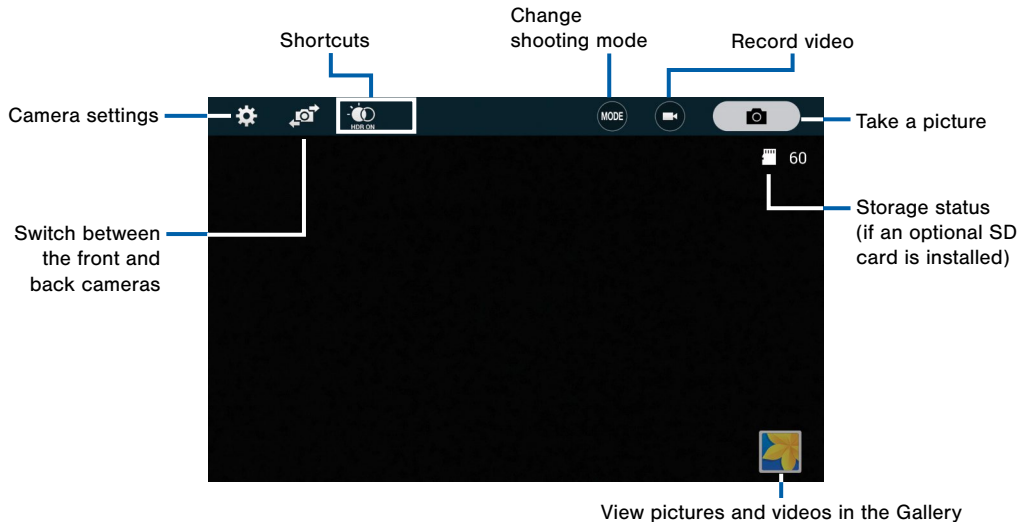 Change
shooting mode
Shortcuts
Record video
Camera settings
HDR ON
MODE
Take a picture
60
Storage status
(if an optional SD
card is installed)
Switch between
the front and
back cameras
View pictures and videos in the Gallery